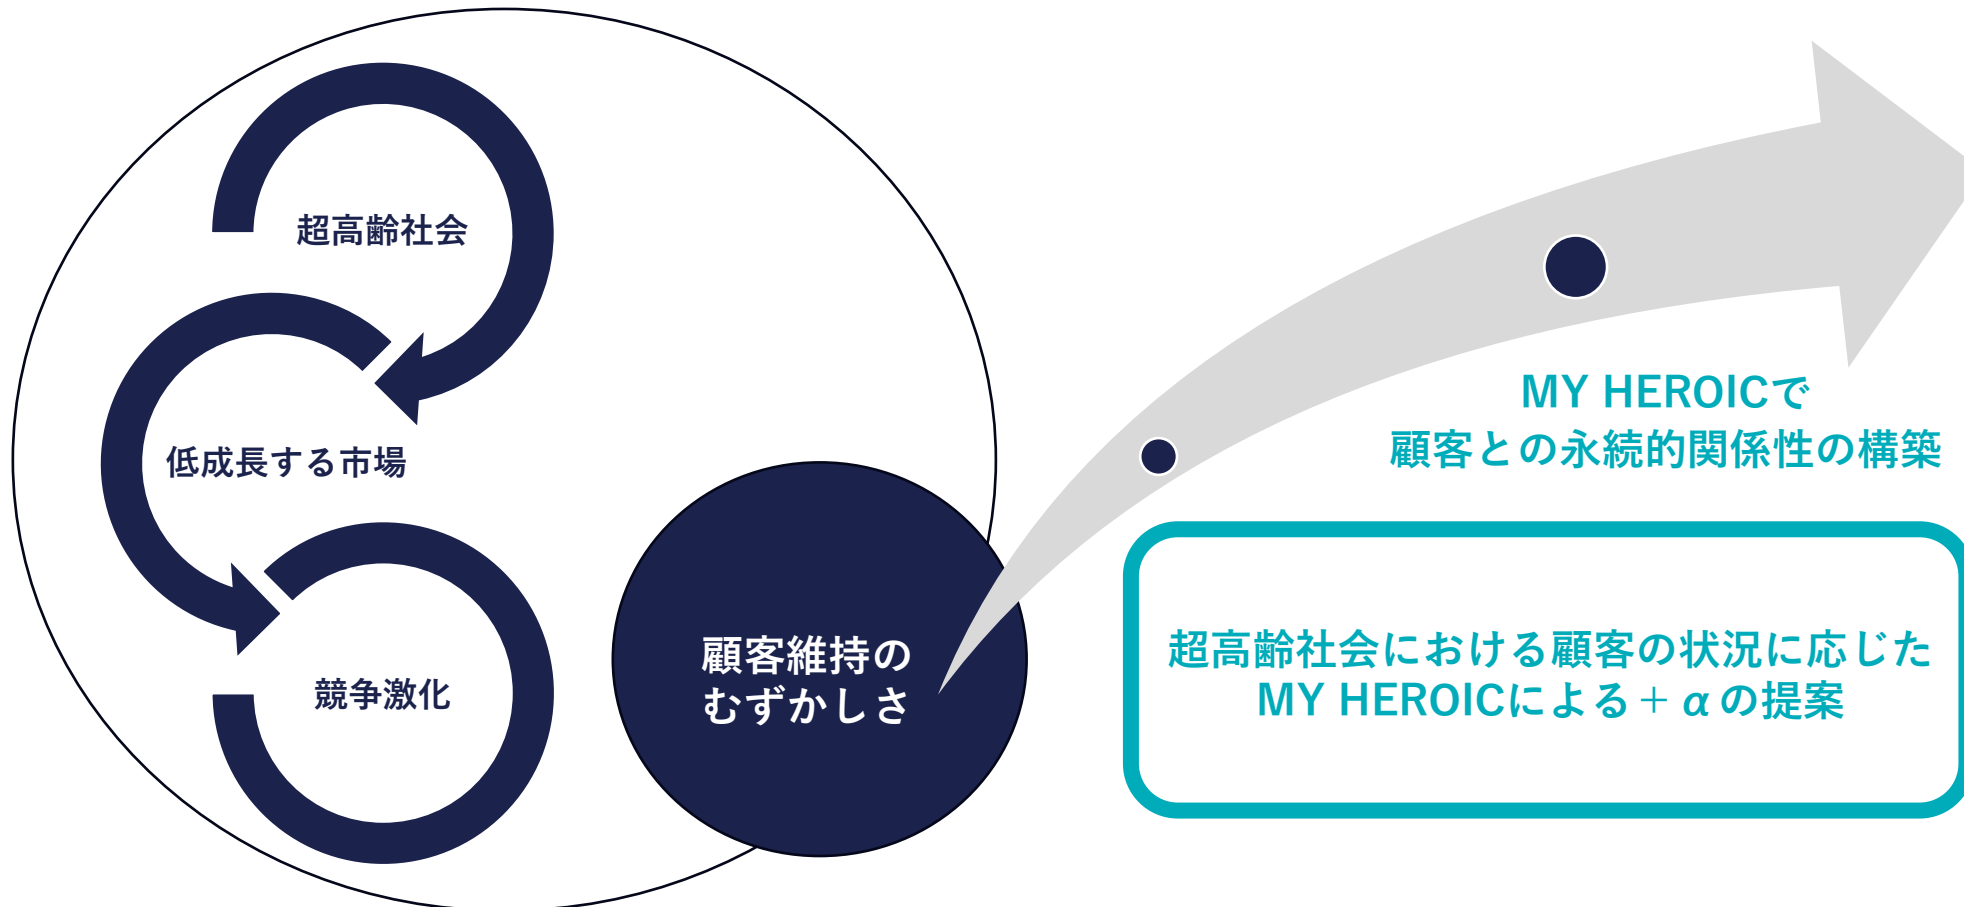 超高齢社会
低成長する市場
競争激化
顧客維持の
むずかしさ
MY HEROICで
顧客との永続的関係性の構築
超高齢社会における顧客の状況に応じた
MY HEROICによる＋αの提案